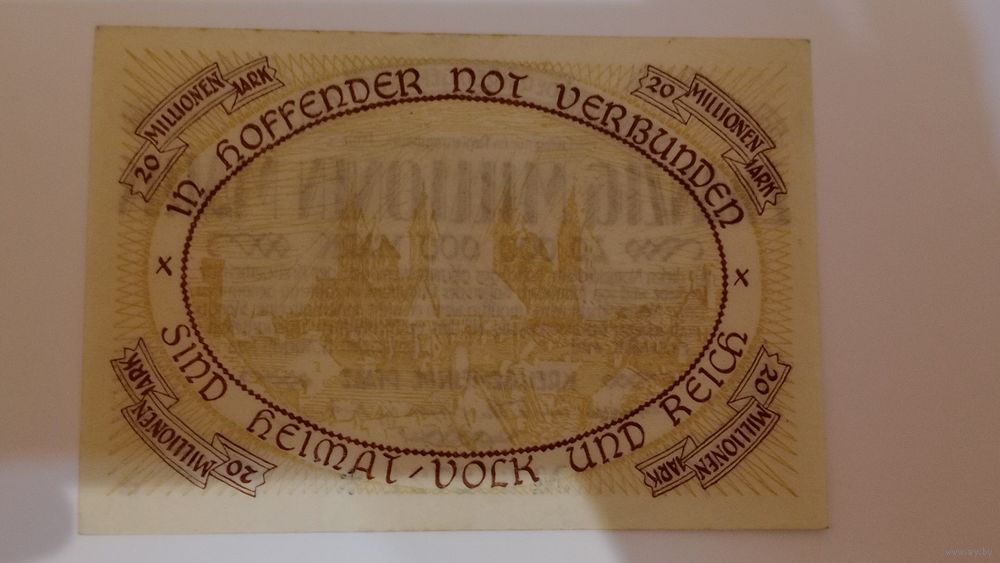 20 MILLIONEN MARK
20 MILLIONEN MARK
IN HOFFENDER NOT VERBUNDEN
x x
SIND HEIMAT/VOLK UND REICH
20 MILLIONEN MARK
20 MILLIONEN MARK